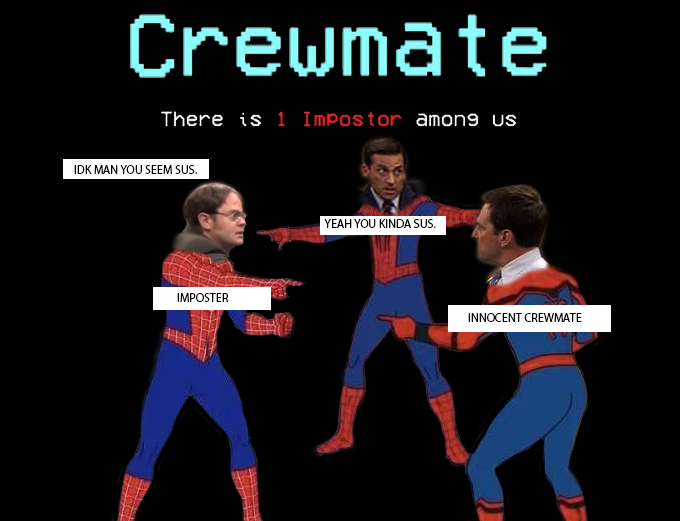 Crewmate
There is 1 Impostor among us
IDK MAN YOU SEEM SUS.
YEAH YOU KINDA SUS.
IMPOSTER
INNOCENT CREWMATE